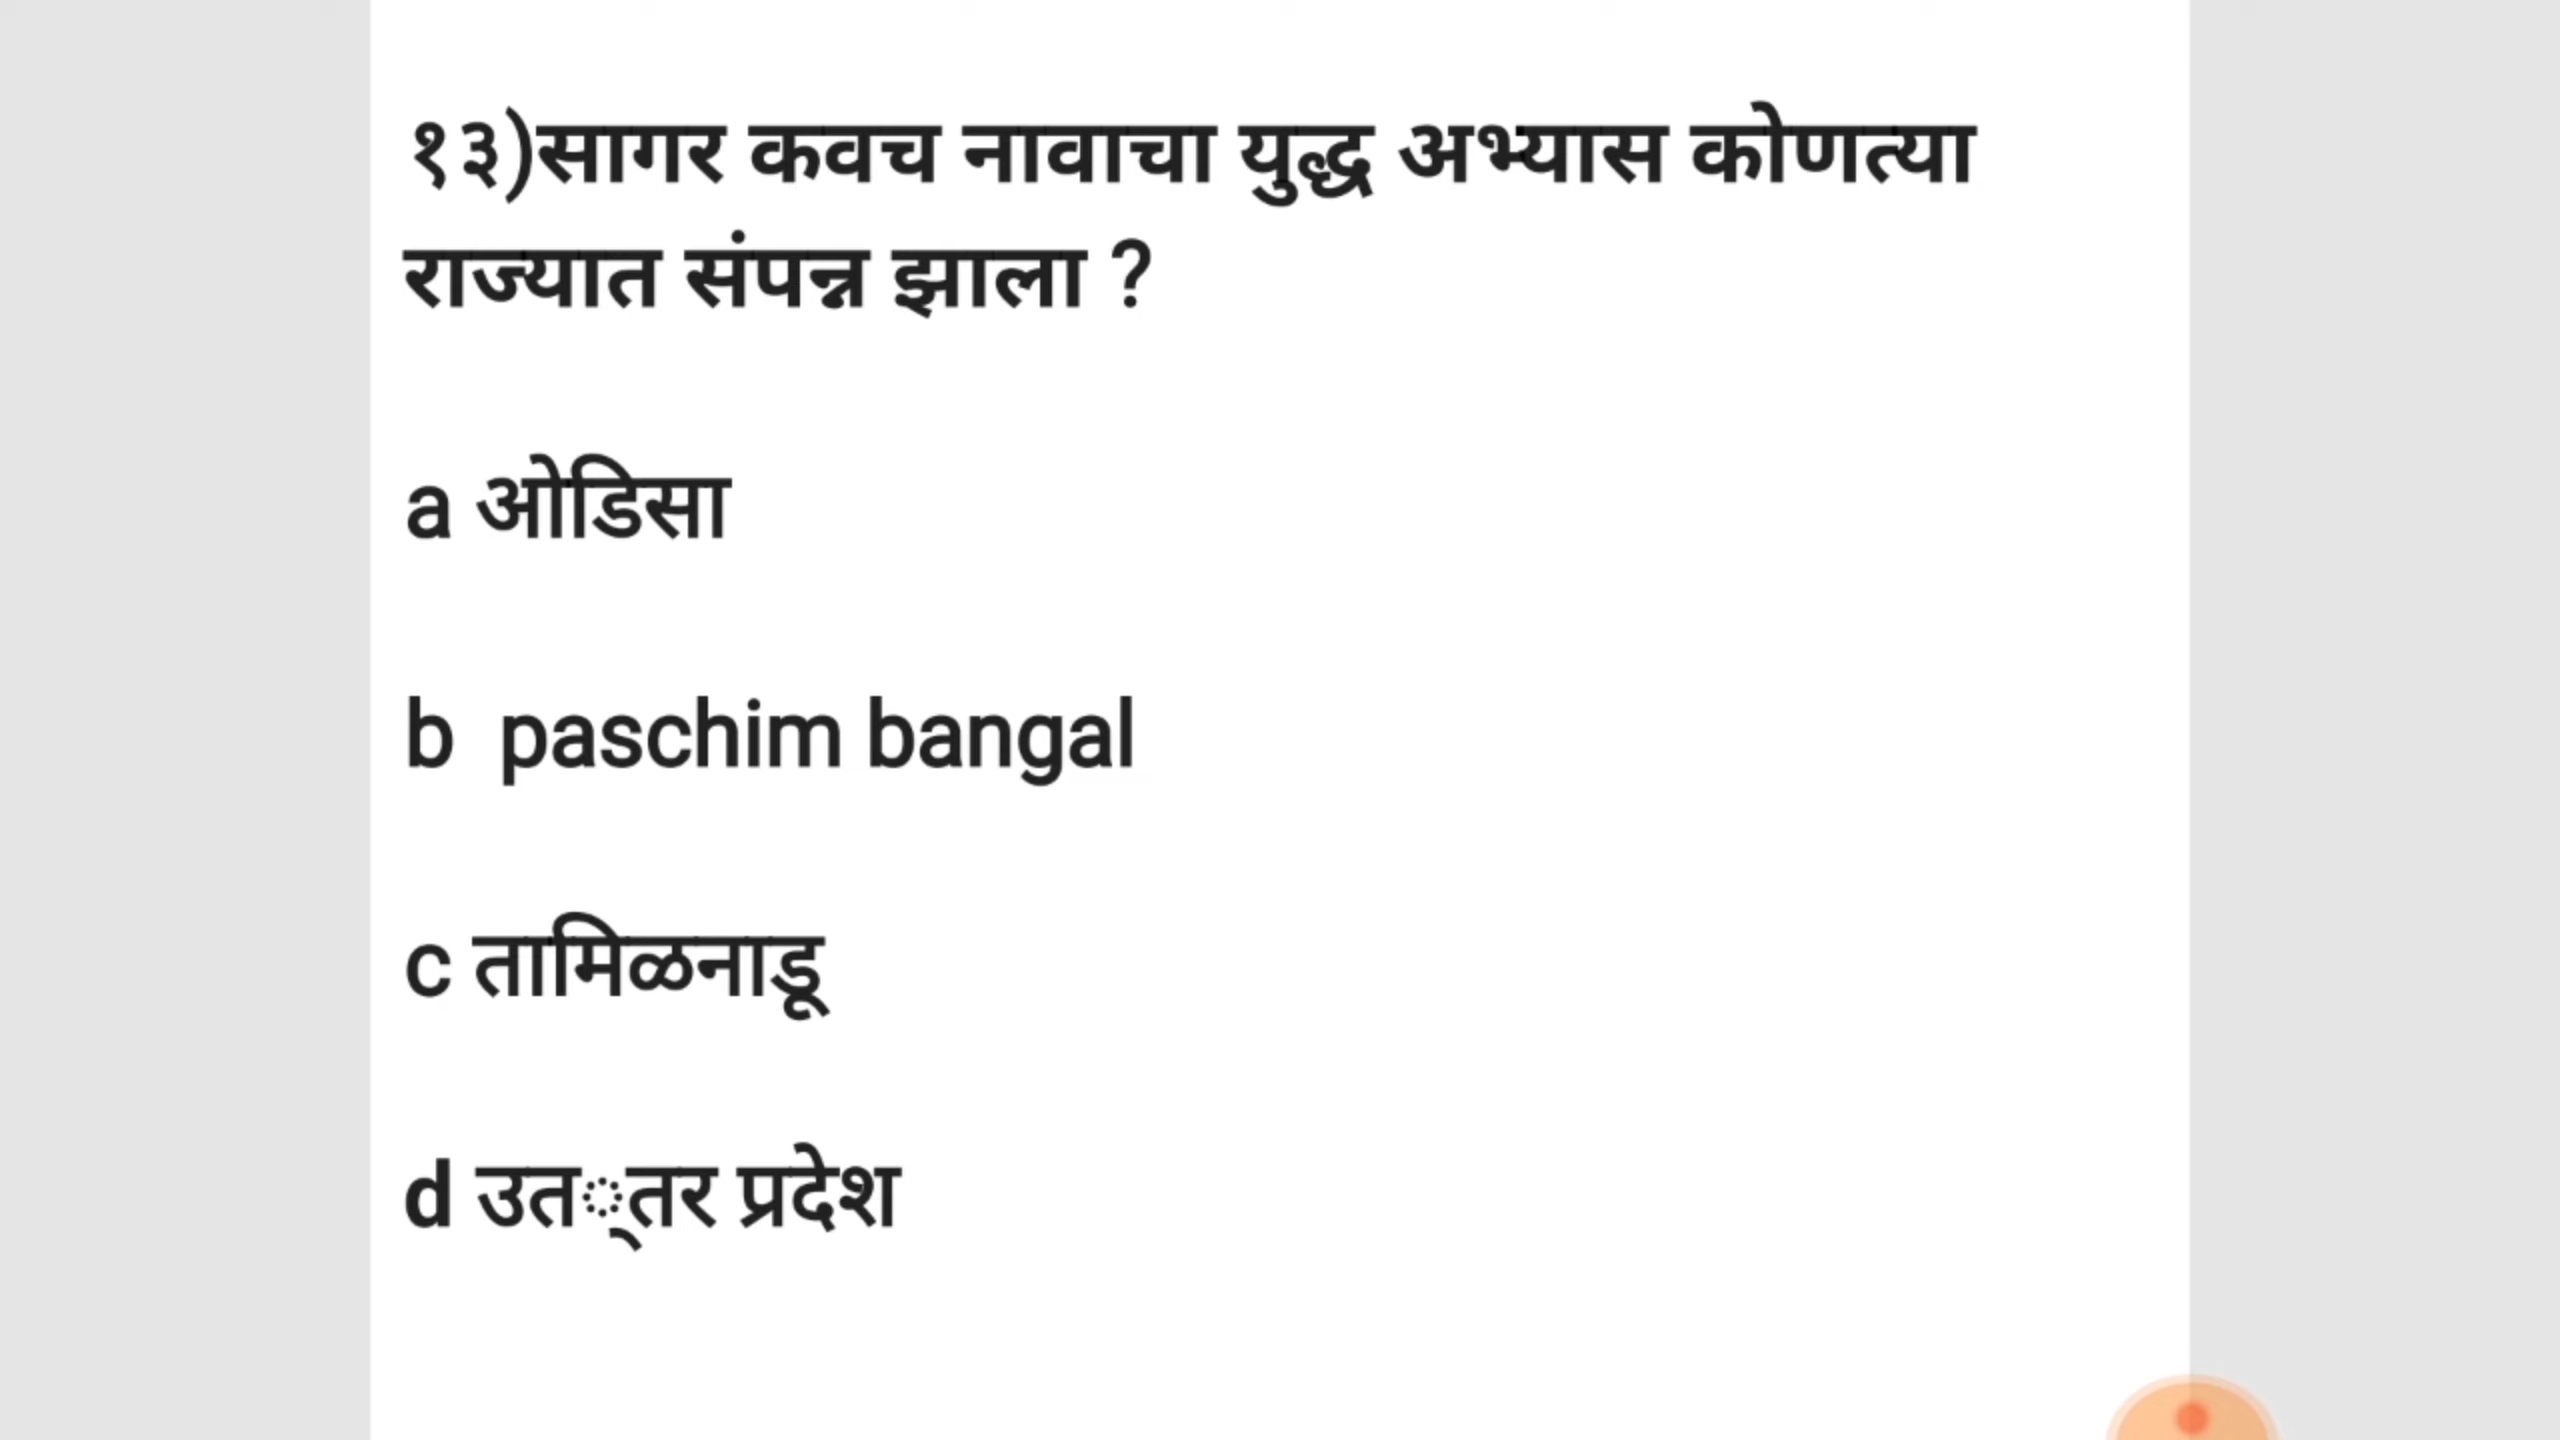 १३)सागर कवच नावाचा युद्ध अभ्यास कोणत्या
राज्यात संपन्न झाला ?
a ओडिसा
b  paschim bangal
c तामिळनाडू
d उत◌्तर प्रदेश